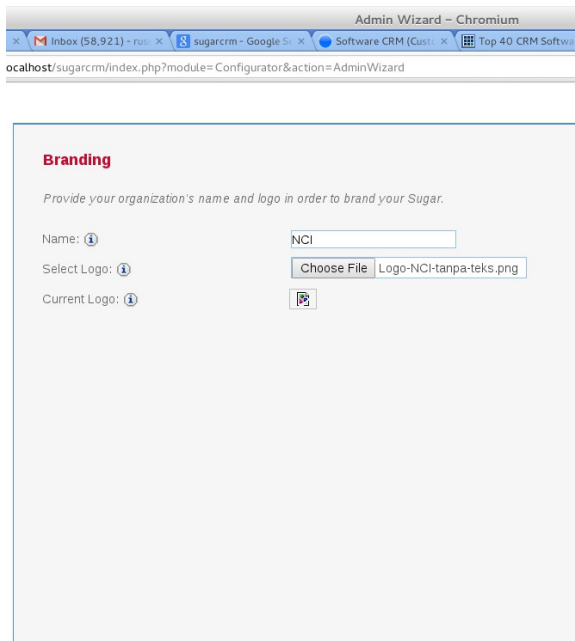 Admin Wizard – Chromium
Inbox (58,921) - rus
sugarcrm - Google Se
Software CRM (Custo
Top 40 CRM Softwa
ocalhost/sugarcrm/index.php?module=Configurator&action=AdminWizard
Branding
Provide your organization's name and logo in order to brand your Sugar.
Name:
NCI
Select Logo:
Choose File Logo-NCI-tanpa-teks.png
Current Logo: